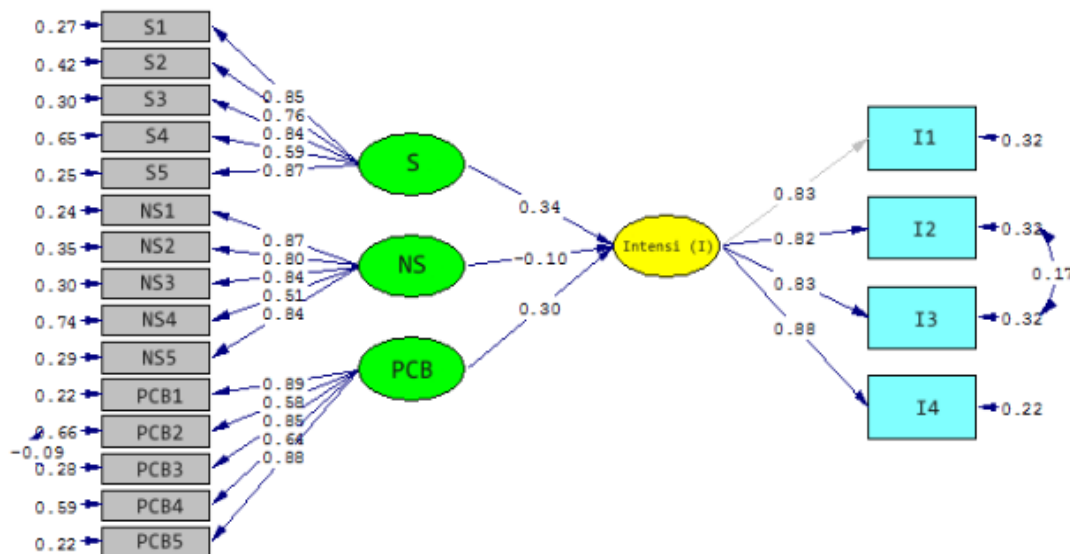 0.27 S1
0.42 S2
0.30 S3
0.65 S4
0.25 S5
0.24 NS1
0.35 NS2
0.30 NS3
0.74 NS4
0.29 NS5
0.22 PCB1
0.66 PCB2
-0.09
0.28 PCB3
0.59 PCB4
0.22 PCB5
0.85
0.76
0.84
0.59
0.87
0.87
0.80
0.84
0.51
0.84
0.89
0.58
0.85
0.64
0.88
S
NS
PCB
0.34
-0.10
0.30
Intensi (I)
0.83
0.82
0.83
0.88
I1 0.32
I2 0.33
0.17
I3 0.32
I4 0.22